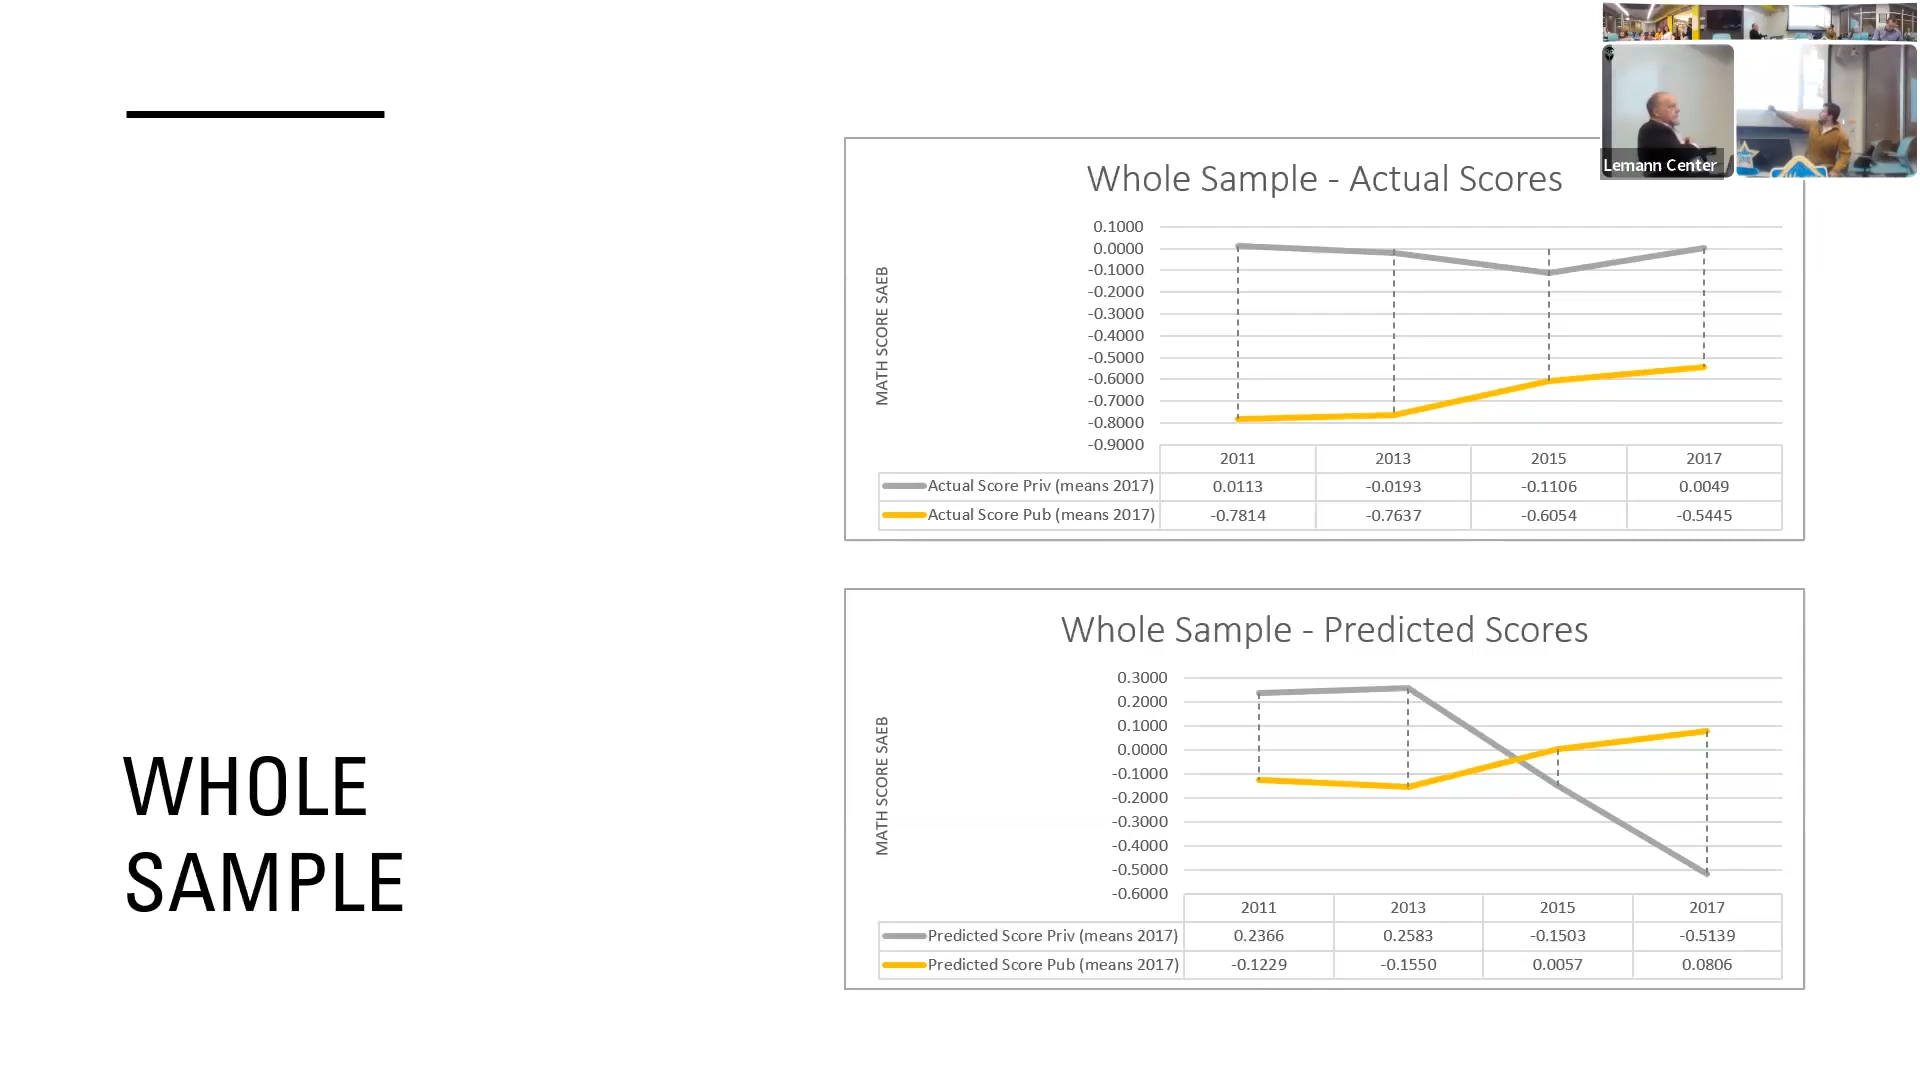 WHOLE
SAMPLE
Lemann Center
Whole Sample - Actual Scores
MATH SCORE SAEB
0.1000
0.0000
-0.1000
-0.2000
-0.3000
-0.4000
-0.5000
-0.6000
-0.7000
-0.8000
-0.9000
2011 2013 2015 2017
Actual Score Priv (means 2017) 0.0113 -0.0193 -0.1106 0.0049
Actual Score Pub (means 2017) -0.7814 -0.7637 -0.6054 -0.5445
Whole Sample - Predicted Scores
MATH SCORE SAEB
0.3000
0.2000
0.1000
0.0000
-0.1000
-0.2000
-0.3000
-0.4000
-0.5000
-0.6000
2011 2013 2015 2017
Predicted Score Priv (means 2017) 0.2366 0.2583 -0.1503 -0.5139
Predicted Score Pub (means 2017) -0.1229 -0.1550 0.0057 0.0806